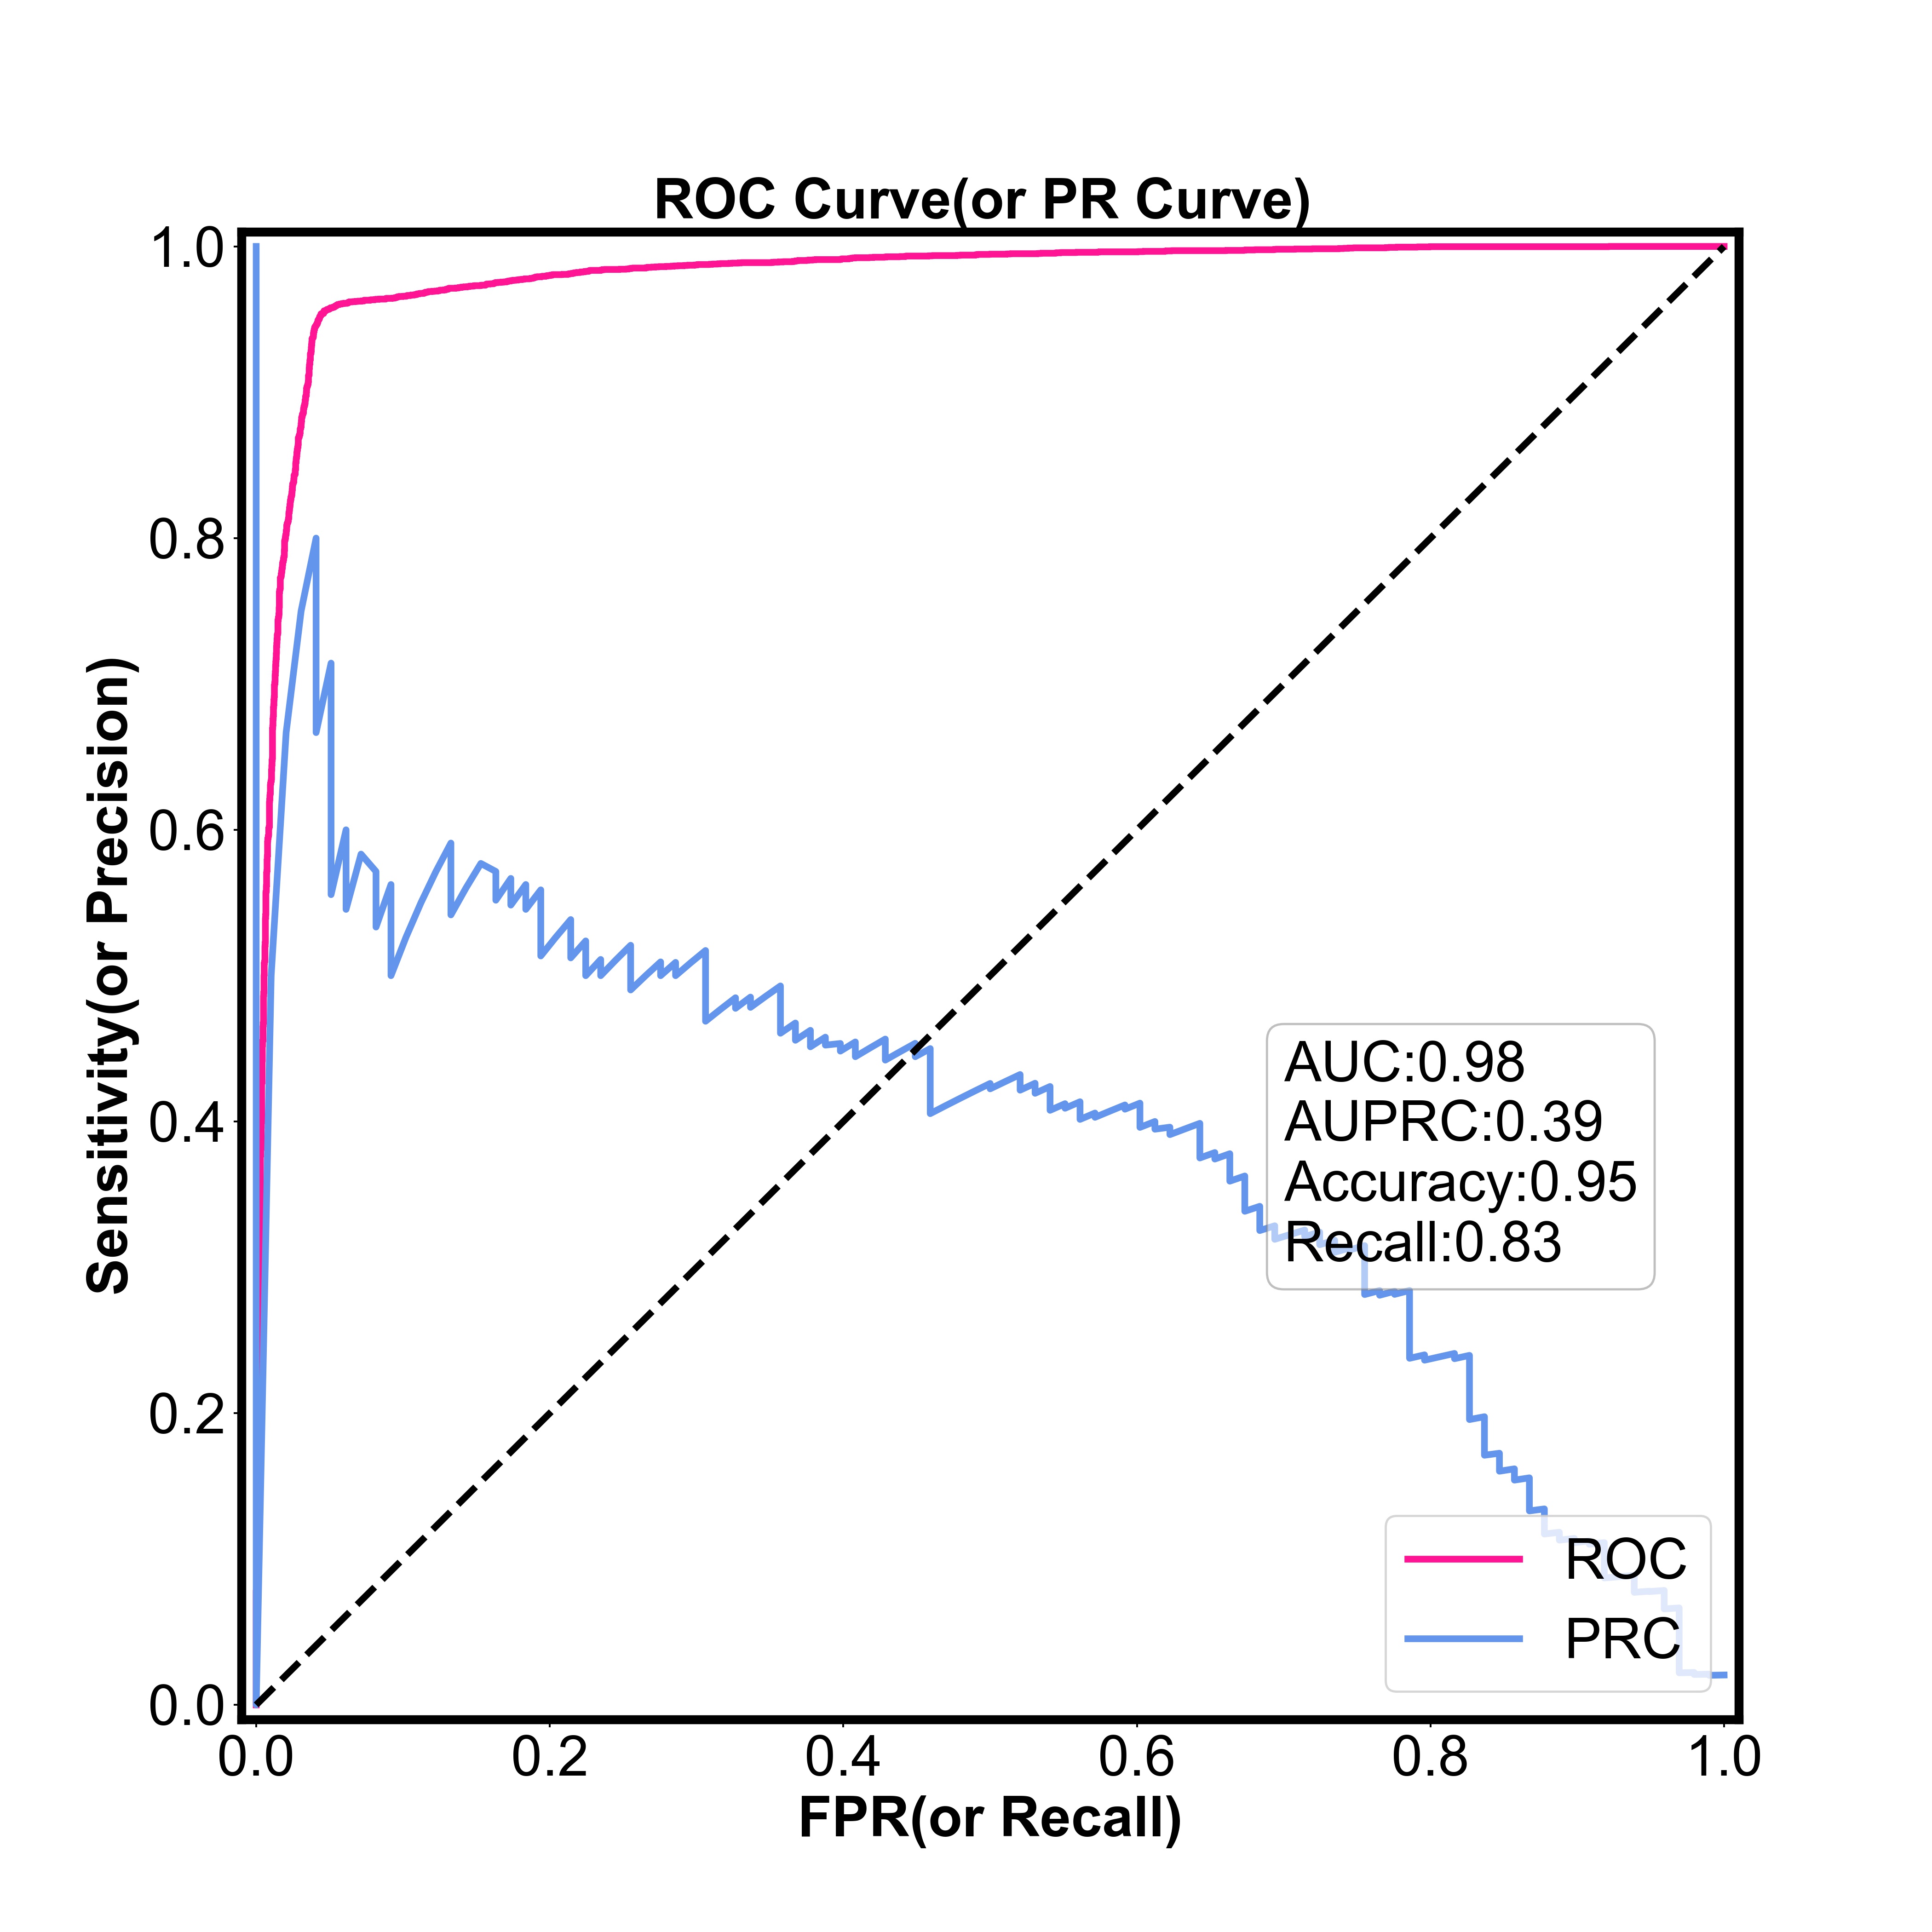 ROC Curve(or PR Curve)
1.0
0.8
0.6
0.4
0.2
0.0
Sensitivity(or Precision)
AUC:0.98
AUPRC:0.39
Accuracy:0.95
Recall:0.83
ROC
PRC
0.0 0.2 0.4 0.6 0.8 1.0
FPR(or Recall)